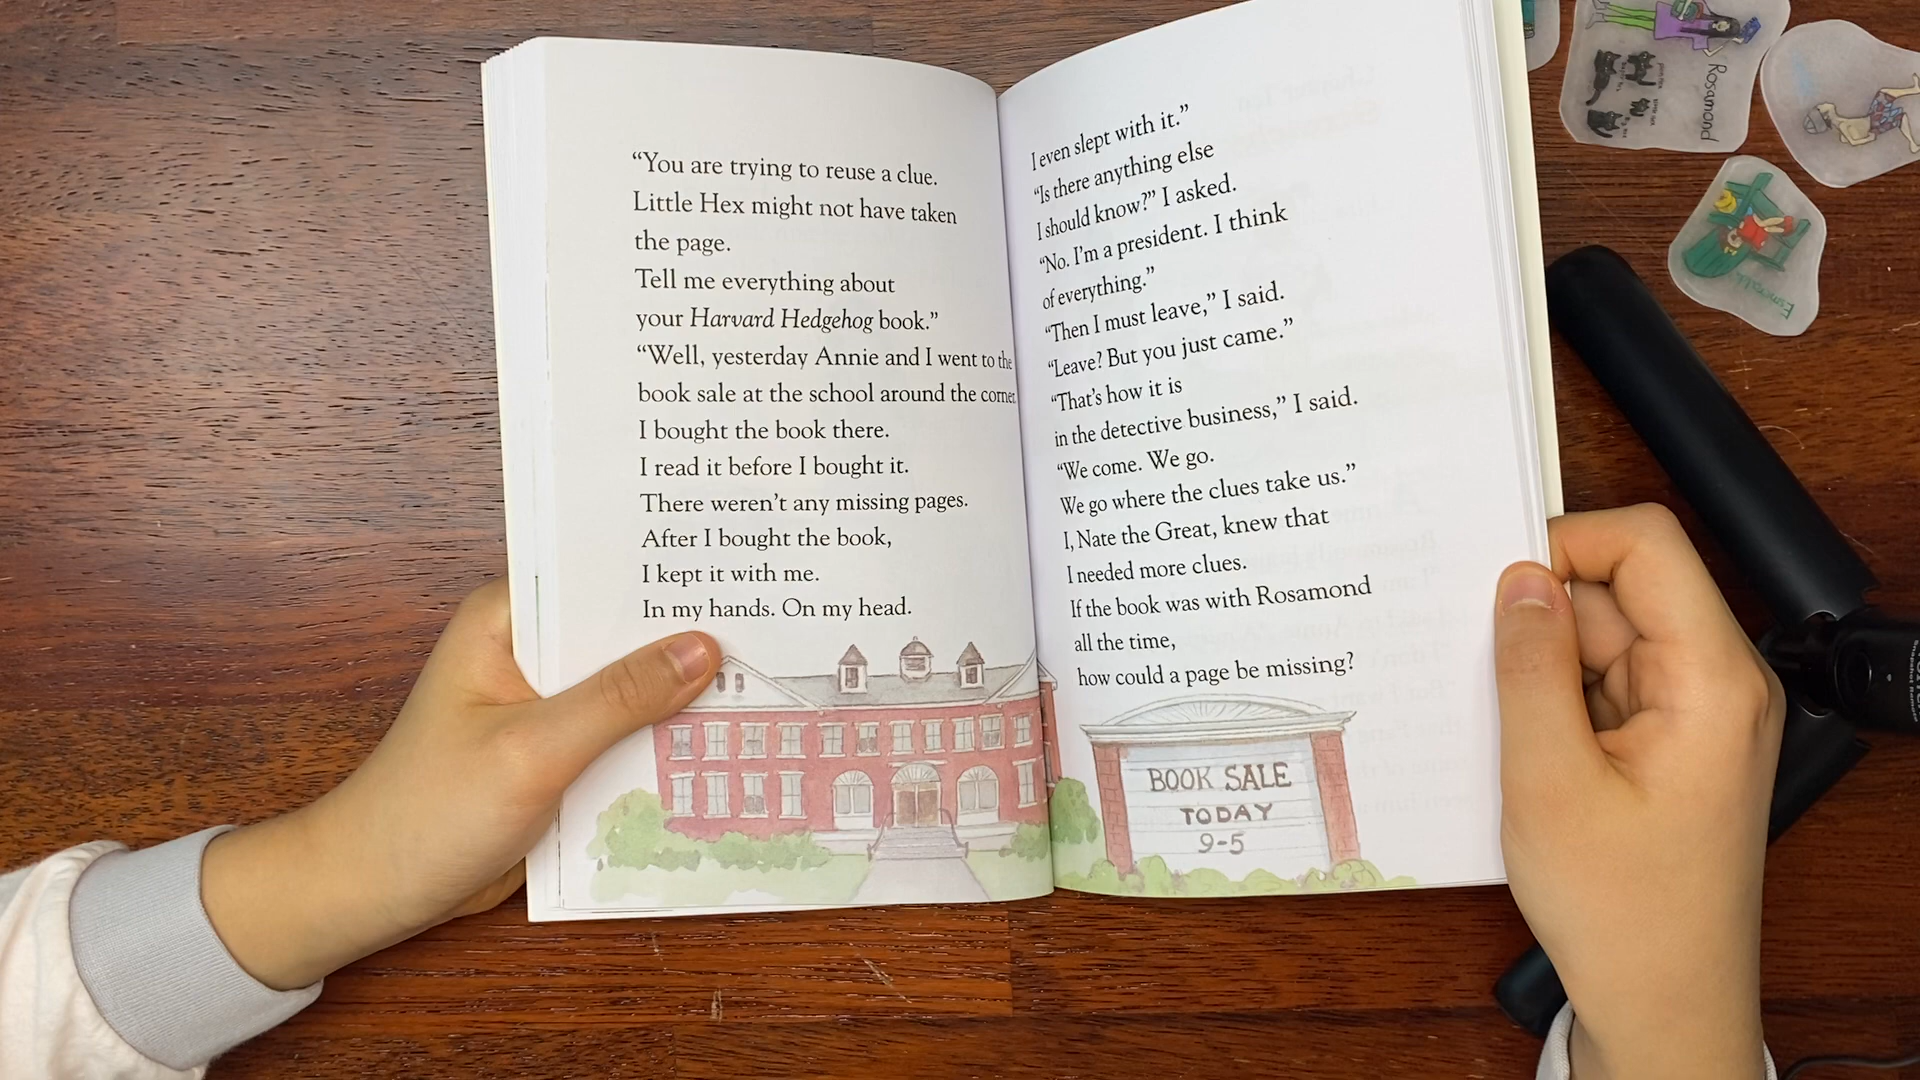 “You are trying to reuse a clue.
Little Hex might not have taken
the page.
Tell me everything about
your Harvard Hedgehog book.”
“Well, yesterday Annie and I went to the
book sale at the school around the corner.
I bought the book there.
I read it before I bought it.
There weren’t any missing pages.
After I bought the book,
I kept it with me.
In my hands. On my head.
I even slept with it.”
“Is there anything else
I should know?” I asked.
“No. I’m a president. I think
of everything.”
“Then I must leave,” I said.
“Leave? But you just came.”
“That’s how it is
in the detective business,” I said.
“We come. We go.
We go where the clues take us.”
I, Nate the Great, knew that
I needed more clues.
If the book was with Rosamond
all the time,
how could a page be missing?
BOOK SALE
TODAY
9-5
Rosamond
Esmeralda